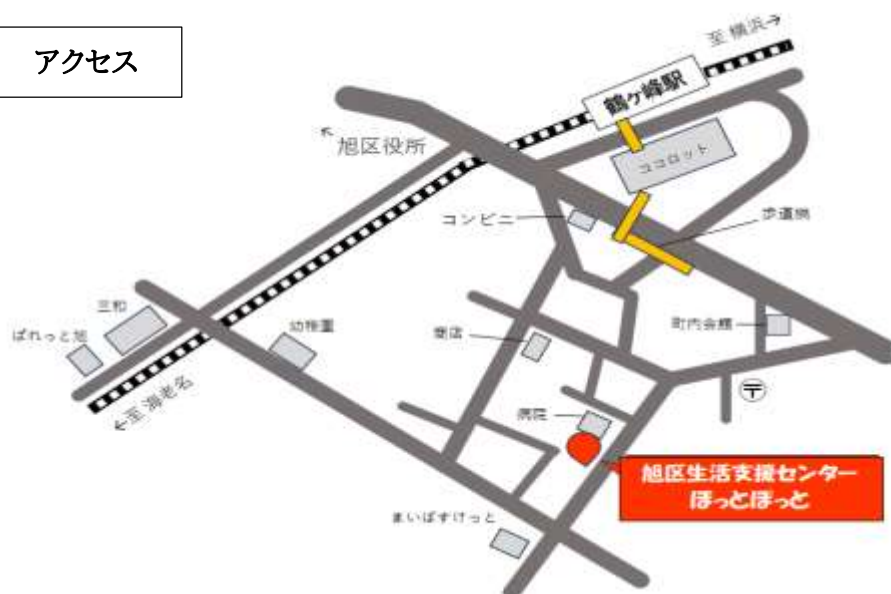 アクセス
至 横浜→
鶴ヶ峰駅
ココロット
←
旭区役所
コンビニ
歩道橋
三和
ぱれっと旭
幼稚園
商店
町内会館
〒
←至 海老名
病院
旭区生活支援センター
ほっとぽっと
まいばすけっと